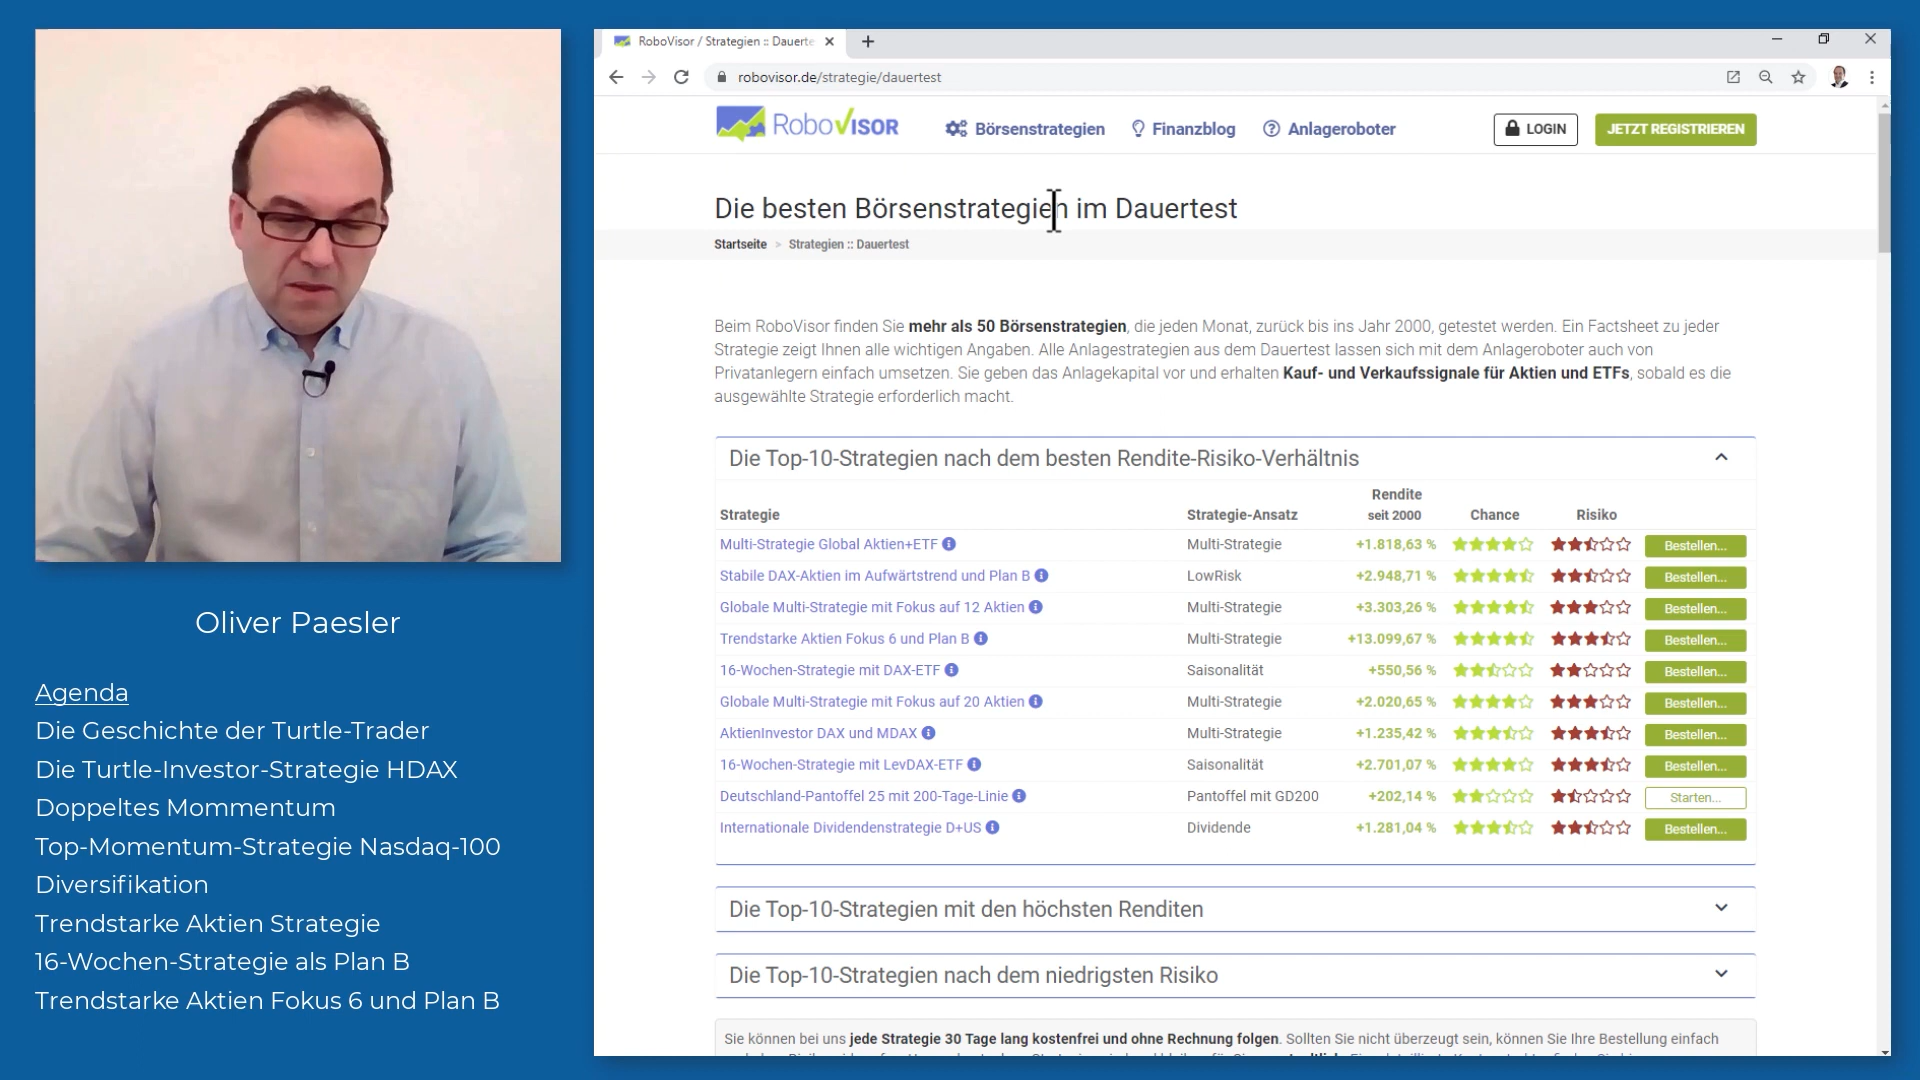 Oliver Paesler
Agenda
Die Geschichte der Turtle-Trader
Die Turtle-Investor-Strategie HDAX
Doppeltes Mommentum
Top-Momentum-Strategie Nasdaq-100
Diversifikation
Trendstarke Aktien Strategie
16-Wochen-Strategie als Plan B
Trendstarke Aktien Fokus 6 und Plan B
RoboVisor / Strategien :: Dauerte
robovisor.de/strategie/dauertest
RoboVISOR
Börsenstrategien Finanzblog Anlageroboter LOGIN JETZT REGISTRIEREN
Die besten Börsenstrategien im Dauertest
Startseite > Strategien :: Dauertest
Beim RoboVisor finden Sie mehr als 50 Börsenstrategien, die jeden Monat, zurück bis ins Jahr 2000, getestet werden. Ein Factsheet zu jeder
Strategie zeigt Ihnen alle wichtigen Angaben. Alle Anlagestrategien aus dem Dauertest lassen sich mit dem Anlageroboter auch von
Privatanlegern einfach umsetzen. Sie geben das Anlagekapital vor und erhalten Kauf- und Verkaufssignale für Aktien und ETFs, sobald es die
ausgewählte Strategie erforderlich macht.
Die Top-10-Strategien nach dem besten Rendite-Risiko-Verhältnis
Strategie Strategie-Ansatz Rendite seit 2000 Chance Risiko
Multi-Strategie Global Aktien+ETF Multi-Strategie +1.818,63 % Bestellen...
Stabile DAX-Aktien im Aufwärtstrend und Plan B LowRisk +2.948,71 % Bestellen...
Globale Multi-Strategie mit Fokus auf 12 Aktien Multi-Strategie +3.303,26 % Bestellen...
Trendstarke Aktien Fokus 6 und Plan B Multi-Strategie +13.099,67 % Bestellen...
16-Wochen-Strategie mit DAX-ETF Saisonalität +550,56 % Bestellen...
Globale Multi-Strategie mit Fokus auf 20 Aktien Multi-Strategie +2.020,65 % Bestellen...
AktienInvestor DAX und MDAX Multi-Strategie +1.235,42 % Bestellen...
16-Wochen-Strategie mit LevDAX-ETF Saisonalität +2.701,07 % Bestellen...
Deutschland-Pantoffel 25 mit 200-Tage-Linie Pantoffel mit GD200 +202,14 % Starten...
Internationale Dividendenstrategie D+US Dividende +1.281,04 % Bestellen...
Die Top-10-Strategien mit den höchsten Renditen
Die Top-10-Strategien nach dem niedrigsten Risiko
Sie können bei uns jede Strategie 30 Tage lang kostenfrei und ohne Rechnung folgen. Sollten Sie nicht überzeugt sein, können Sie Ihre Bestellung einfach